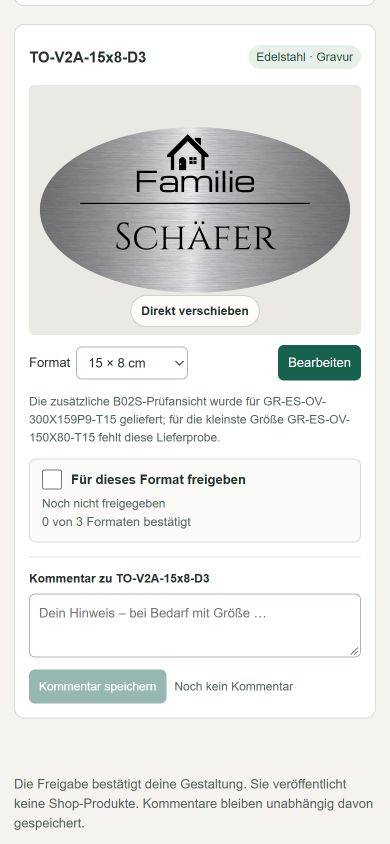 TO-V2A-15x8-D3
Edelstahl · Gravur
Familie
SCHÄFER
Direkt verschieben
Format
15 × 8 cm
Bearbeiten
Die zusätzliche B02S-Prüfansicht wurde für GR-ES-OV-
300X159P9-T15 geliefert; für die kleinste Größe GR-ES-OV-
150X80-T15 fehlt diese Lieferprobe.
Für dieses Format freigeben
Noch nicht freigegeben
0 von 3 Formaten bestätigt
Kommentar zu TO-V2A-15x8-D3
Dein Hinweis – bei Bedarf mit Größe …
Kommentar speichern
Noch kein Kommentar
Die Freigabe bestätigt deine Gestaltung. Sie veröffentlicht
keine Shop-Produkte. Kommentare bleiben unabhängig davon
gespeichert.